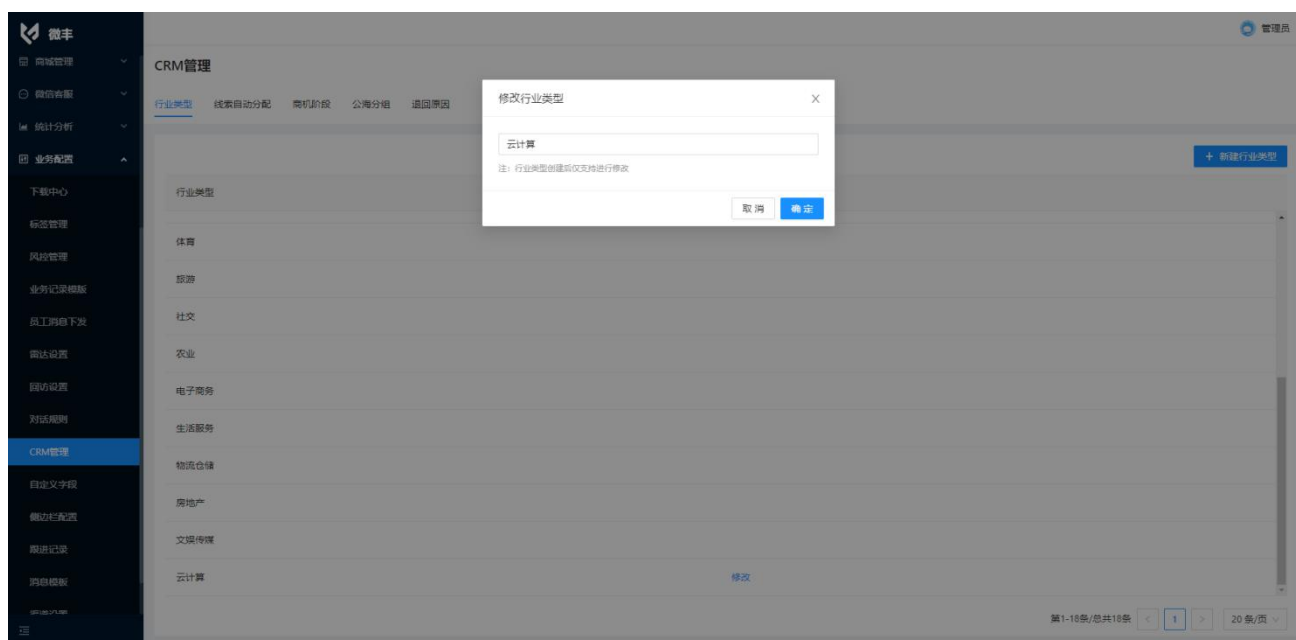 微丰
管理员
商城管理
微信客服
统计分析
业务配置
下载中心
标签管理
风控管理
业务记录模版
员工消息下发
雷达设置
回访设置
对话规则
CRM管理
自定义字段
侧边栏配置
跟进记录
消息模板
CRM管理
行业类型 线索自动分配 商机阶段 公海分组 退回原因
+ 新建行业类型
修改行业类型 X
云计算
注：行业类型创建后仅支持进行修改
取 消 确 定
行业类型
体育
旅游
社交
农业
电子商务
生活服务
物流仓储
房地产
文娱传媒
云计算 修改
第1-18条/总共18条 < 1 > 20 条/页